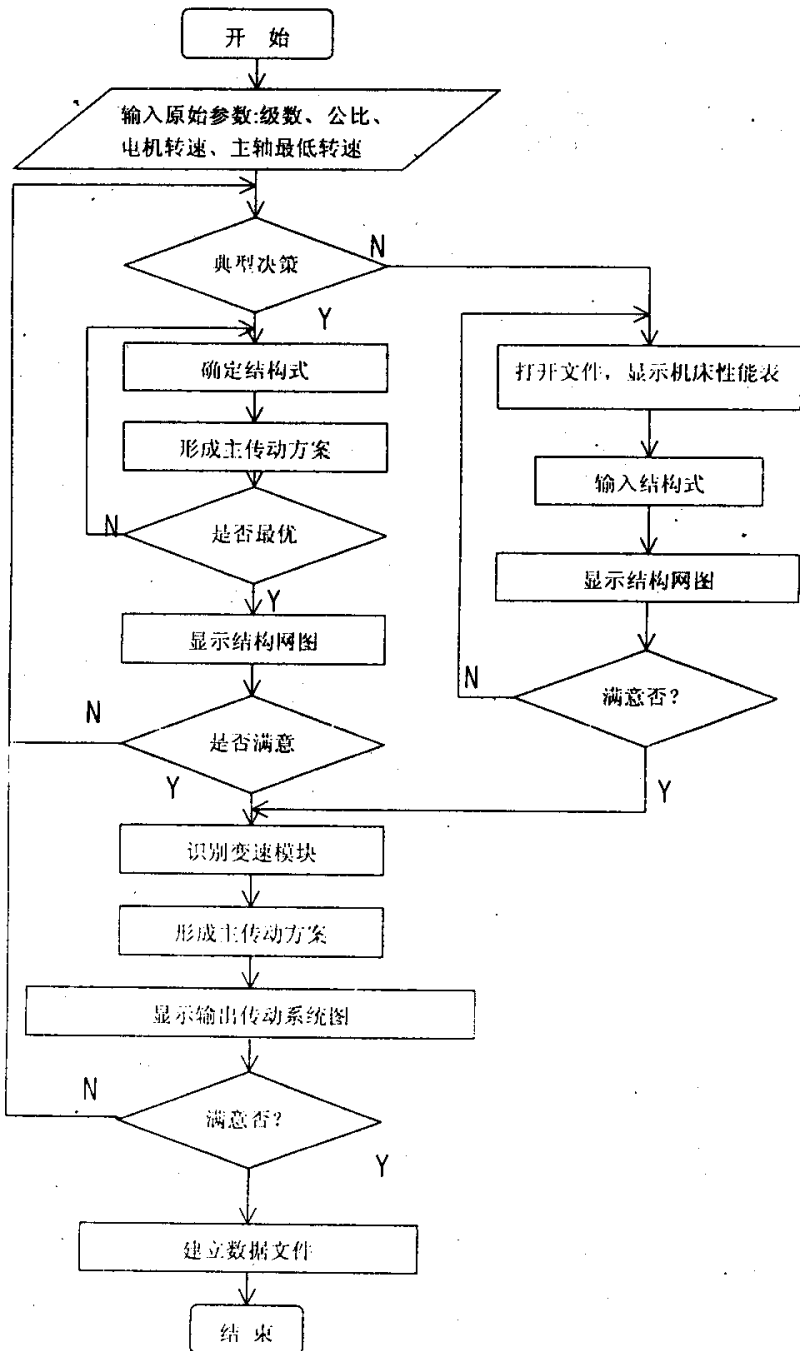 开 始
输入原始参数:级数、公比、
电机转速、主轴最低转速
典型决策
N
Y
确定结构式
形成主传动方案
是否最优
N
Y
显示结构网图
是否满意
N
Y
打开文件，显示机床性能表
输入结构式
显示结构网图
满意否?
N
Y
识别变速模块
形成主传动方案
显示输出传动系统图
满意否?
N
Y
建立数据文件
结 束